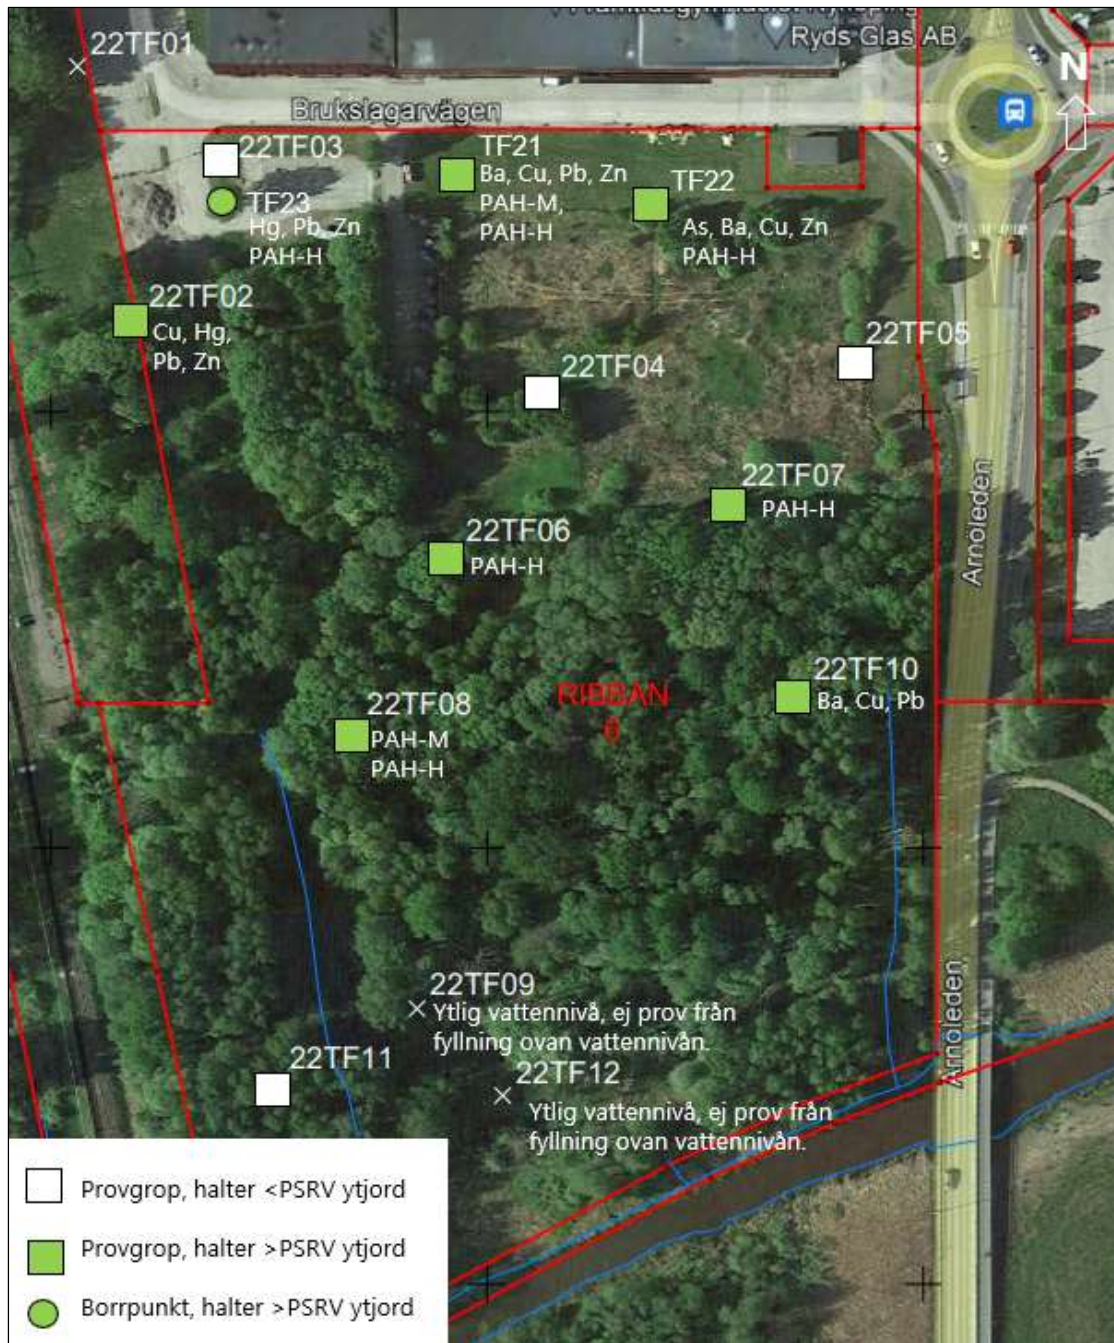 Ryds Glas AB
22TF01
N
Brukslagarvägen
22TF03
TF21
Ba, Cu, Pb, Zn
PAH-M,
PAH-H
TF22
As, Ba, Cu, Zn
PAH-H
TF23
Hg, Pb, Zn
PAH-H
22TF02
Cu, Hg,
Pb, Zn
22TF05
22TF04
22TF07
PAH-H
Arnöleden
22TF06
PAH-H
22TF10
Ba, Cu, Pb
RIBBAN
22TF08
PAH-M
PAH-H
22TF09
Ytlig vattennivå, ej prov från
fyllning ovan vattennivån.
Arnöleden
22TF11
22TF12
Ytlig vattennivå, ej prov från
fyllning ovan vattennivån.
Provgrop, halter <PSRV ytjord
Provgrop, halter >PSRV ytjord
Borrpunkt, halter >PSRV ytjord